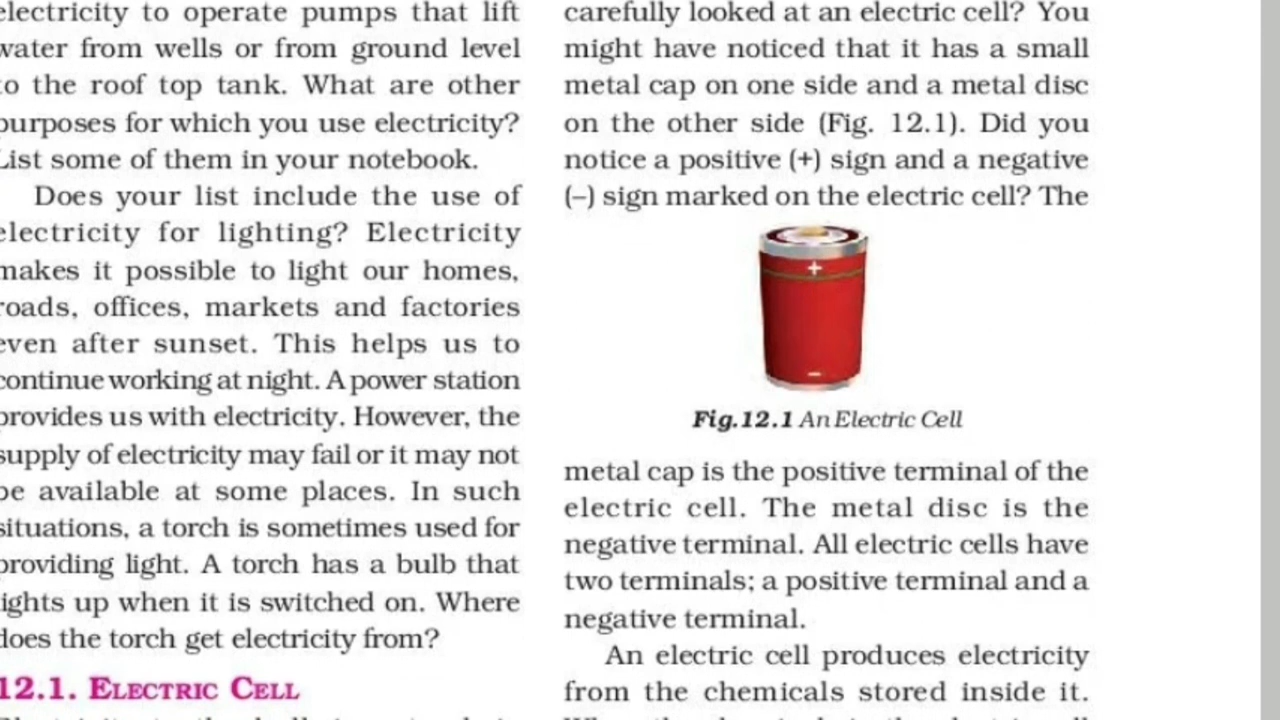 electricity to operate pumps that lift
water from wells or from ground level
to the roof top tank. What are other
purposes for which you use electricity?
List some of them in your notebook.
Does your list include the use of
electricity for lighting? Electricity
makes it possible to light our homes,
roads, offices, markets and factories
even after sunset. This helps us to
continue working at night. A power station
provides us with electricity. However, the
supply of electricity may fail or it may not
be available at some places. In such
situations, a torch is sometimes used for
providing light. A torch has a bulb that
lights up when it is switched on. Where
does the torch get electricity from?
12.1. ELECTRIC CELL
carefully looked at an electric cell? You
might have noticed that it has a small
metal cap on one side and a metal disc
on the other side (Fig. 12.1). Did you
notice a positive (+) sign and a negative
(–) sign marked on the electric cell? The
+
–
Fig.12.1 An Electric Cell
metal cap is the positive terminal of the
electric cell. The metal disc is the
negative terminal. All electric cells have
two terminals; a positive terminal and a
negative terminal.
An electric cell produces electricity
from the chemicals stored inside it.